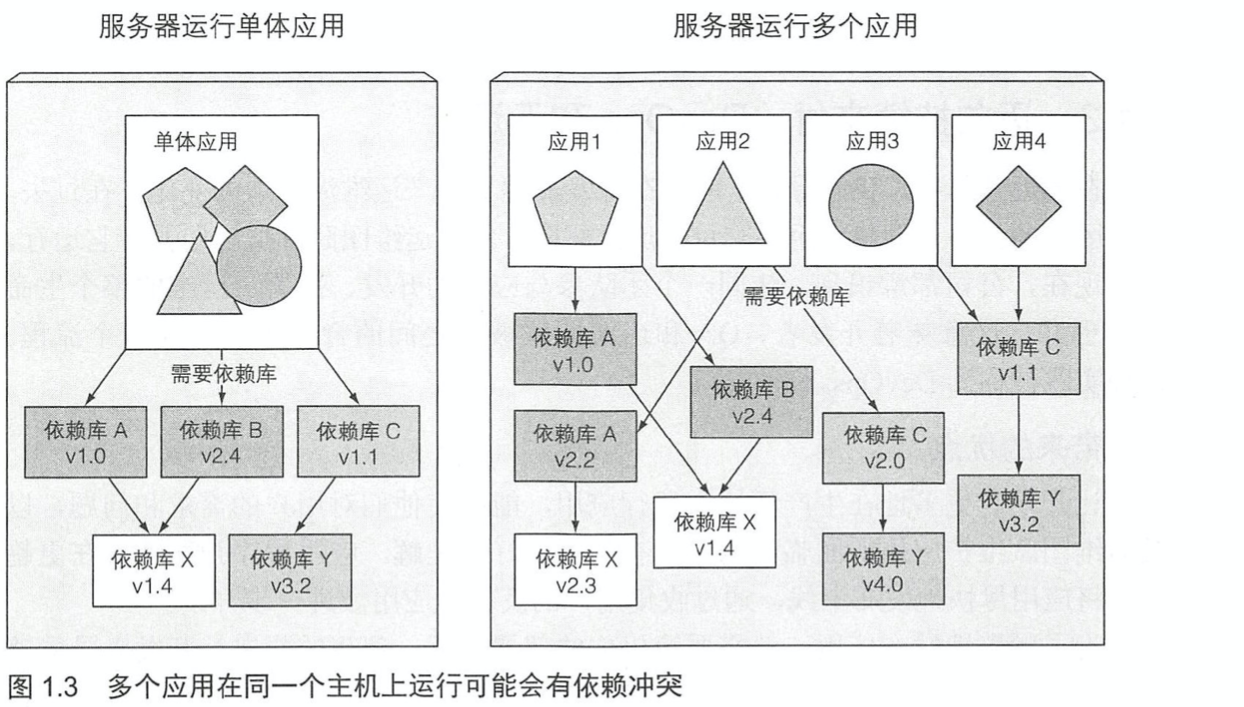 服务器运行单体应用
服务器运行多个应用
单体应用
需要依赖库
依赖库 A
v1.0
依赖库 B
v2.4
依赖库 C
v1.1
依赖库 X
v1.4
依赖库 Y
v3.2
应用1
应用2
应用3
应用4
需要依赖库
依赖库 A
v1.0
依赖库 B
v2.4
依赖库 C
v1.1
依赖库 A
v2.2
依赖库 C
v2.0
依赖库 X
v1.4
依赖库 Y
v3.2
依赖库 X
v2.3
依赖库 Y
v4.0
图 1.3 多个应用在同一个主机上运行可能会有依赖冲突